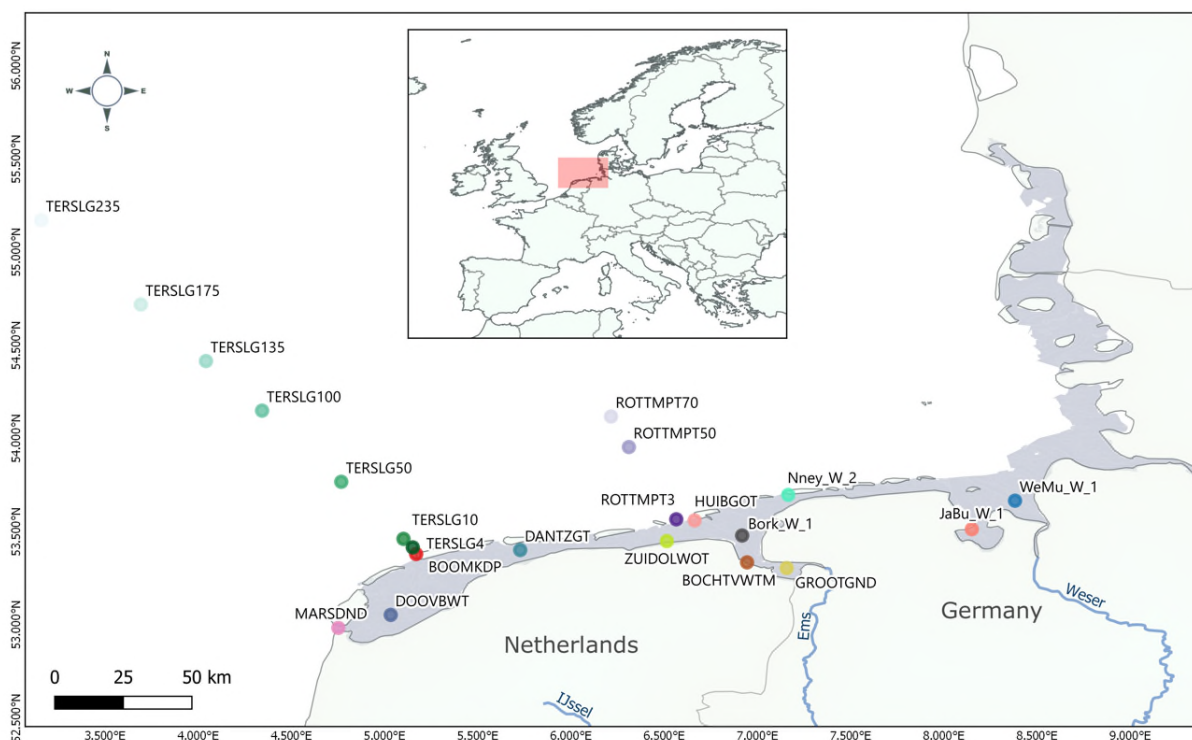 N
W
E
S
56.000°N
55.500°N
55.000°N
54.500°N
54.000°N
53.500°N
53.000°N
52.500°N
TERSLG235
TERSLG175
TERSLG135
TERSLG100
ROTTMPT70
ROTTMPT50
TERSLG50
Nney_W_2
WeMu_W_1
ROTTMPT3
HUIBGOT
JaBu_W_1
TERSLG10
Bork_W_1
TERSLG4
DANTZGT
BOOMKDP
ZUIDOLWOT
BOCHTVWTM
GROOTGND
MARSDND
DOOVBWT
Netherlands
Germany
Ems
Weser
IJssel
0 25 50 km
3.500°E 4.000°E 4.500°E 5.000°E 5.500°E 6.000°E 6.500°E 7.000°E 7.500°E 8.000°E 8.500°E 9.000°E